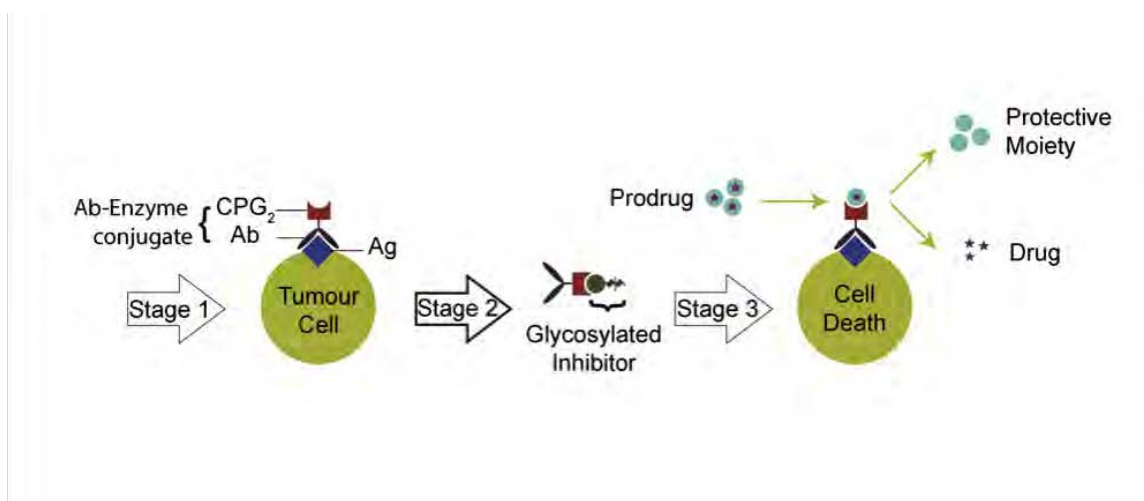 Ab-Enzyme
conjugate { CPG₂
Ab
Ag
Stage 1
Tumour
Cell
Stage 2
Glycosylated
Inhibitor
Stage 3
Prodrug
Cell
Death
Protective
Moiety
Drug